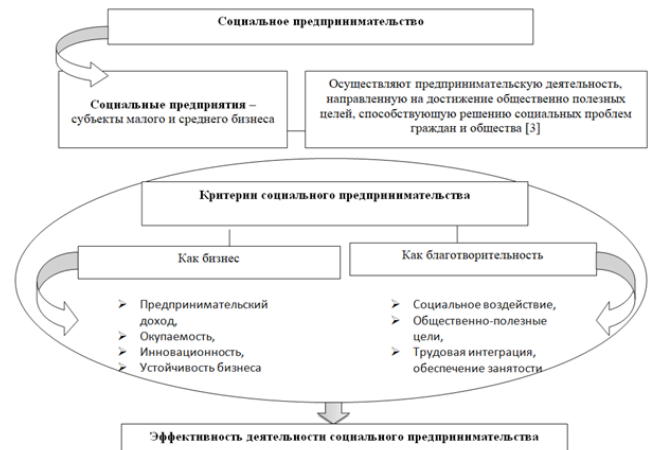 Социальное предпринимательство
Социальные предприятия –
субъекты малого и среднего бизнеса
Осуществляют предпринимательскую деятельность,
направленную на достижение общественно полезных
целей, способствующую решению социальных проблем
граждан и общества [3]
Критерии социального предпринимательства
Как бизнес
Как благотворительность
Предпринимательский
доход,
Окупаемость,
Инновационность,
Устойчивость бизнеса
Социальное воздействие,
Общественно-полезные
цели,
Трудовая интеграция,
обеспечение занятости
Эффективность деятельности социального предпринимательства